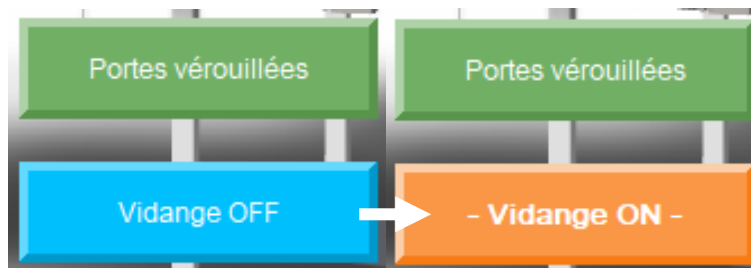 Portes vérouillées
Portes vérouillées
Vidange OFF
- Vidange ON -